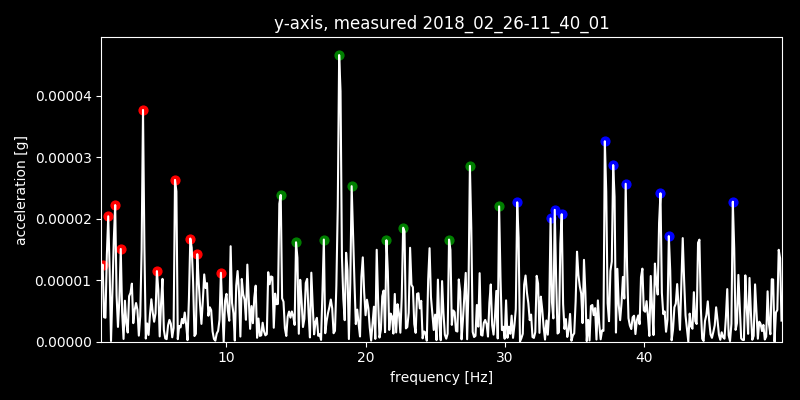 y-axis, measured 2018_02_26-11_40_01
acceleration [g]
0.00004
0.00003
0.00002
0.00001
0.00000
10 20 30 40
frequency [Hz]